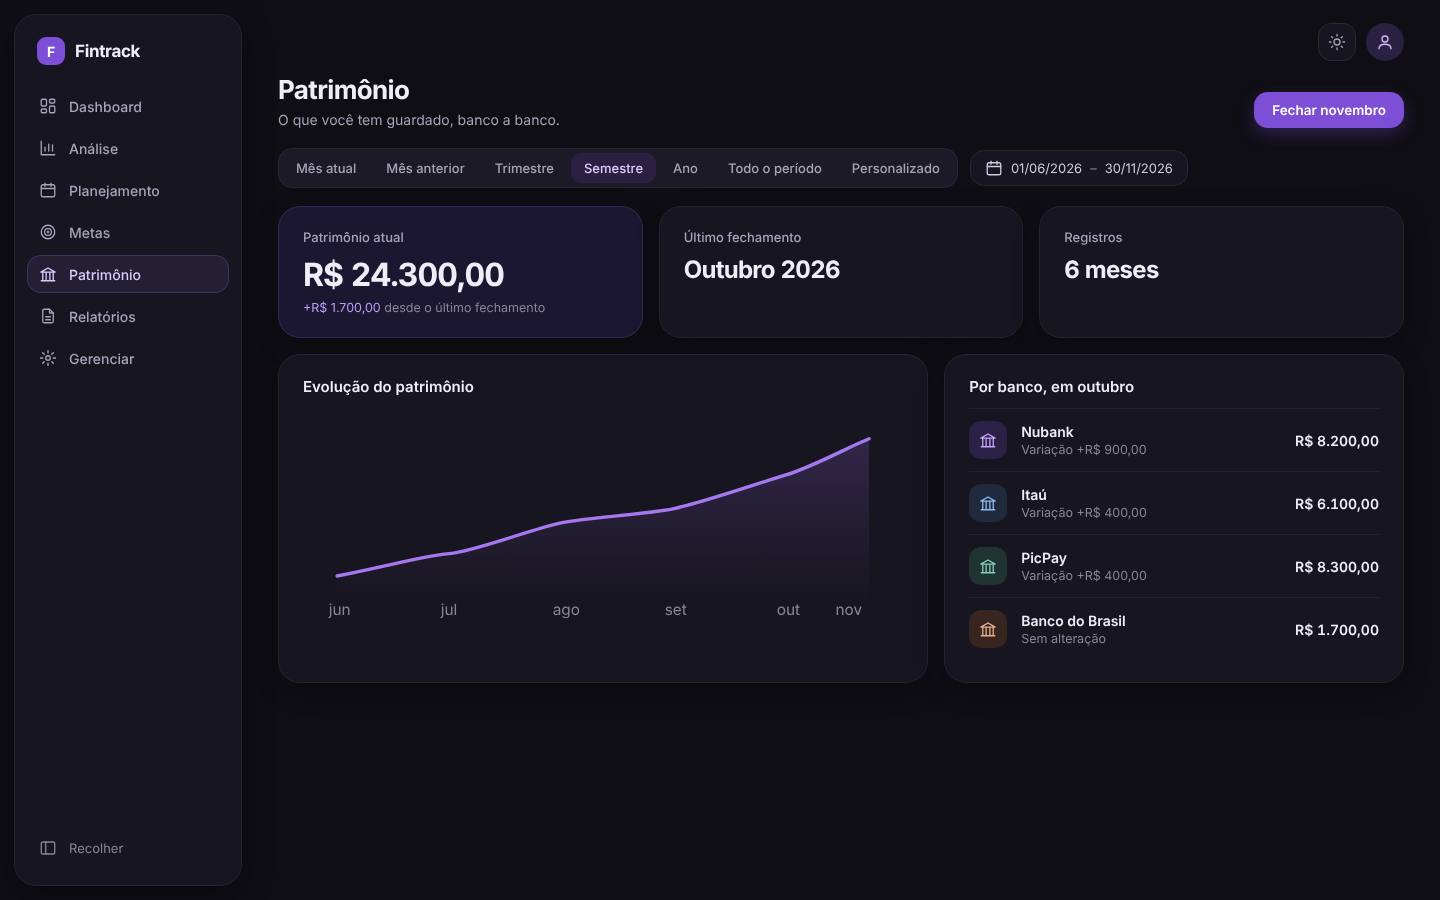 F Fintrack
Dashboard
Análise
Planejamento
Metas
Patrimônio
Relatórios
Gerenciar
Recolher
Patrimônio
O que você tem guardado, banco a banco.
Fechar novembro
Mês atual Mês anterior Trimestre Semestre Ano Todo o período Personalizado 01/06/2026 – 30/11/2026
Patrimônio atual
R$ 24.300,00
+R$ 1.700,00 desde o último fechamento
Último fechamento
Outubro 2026
Registros
6 meses
Evolução do patrimônio
jun jul ago set out nov
Por banco, em outubro
Nubank
Variação +R$ 900,00
R$ 8.200,00
Itaú
Variação +R$ 400,00
R$ 6.100,00
PicPay
Variação +R$ 400,00
R$ 8.300,00
Banco do Brasil
Sem alteração
R$ 1.700,00